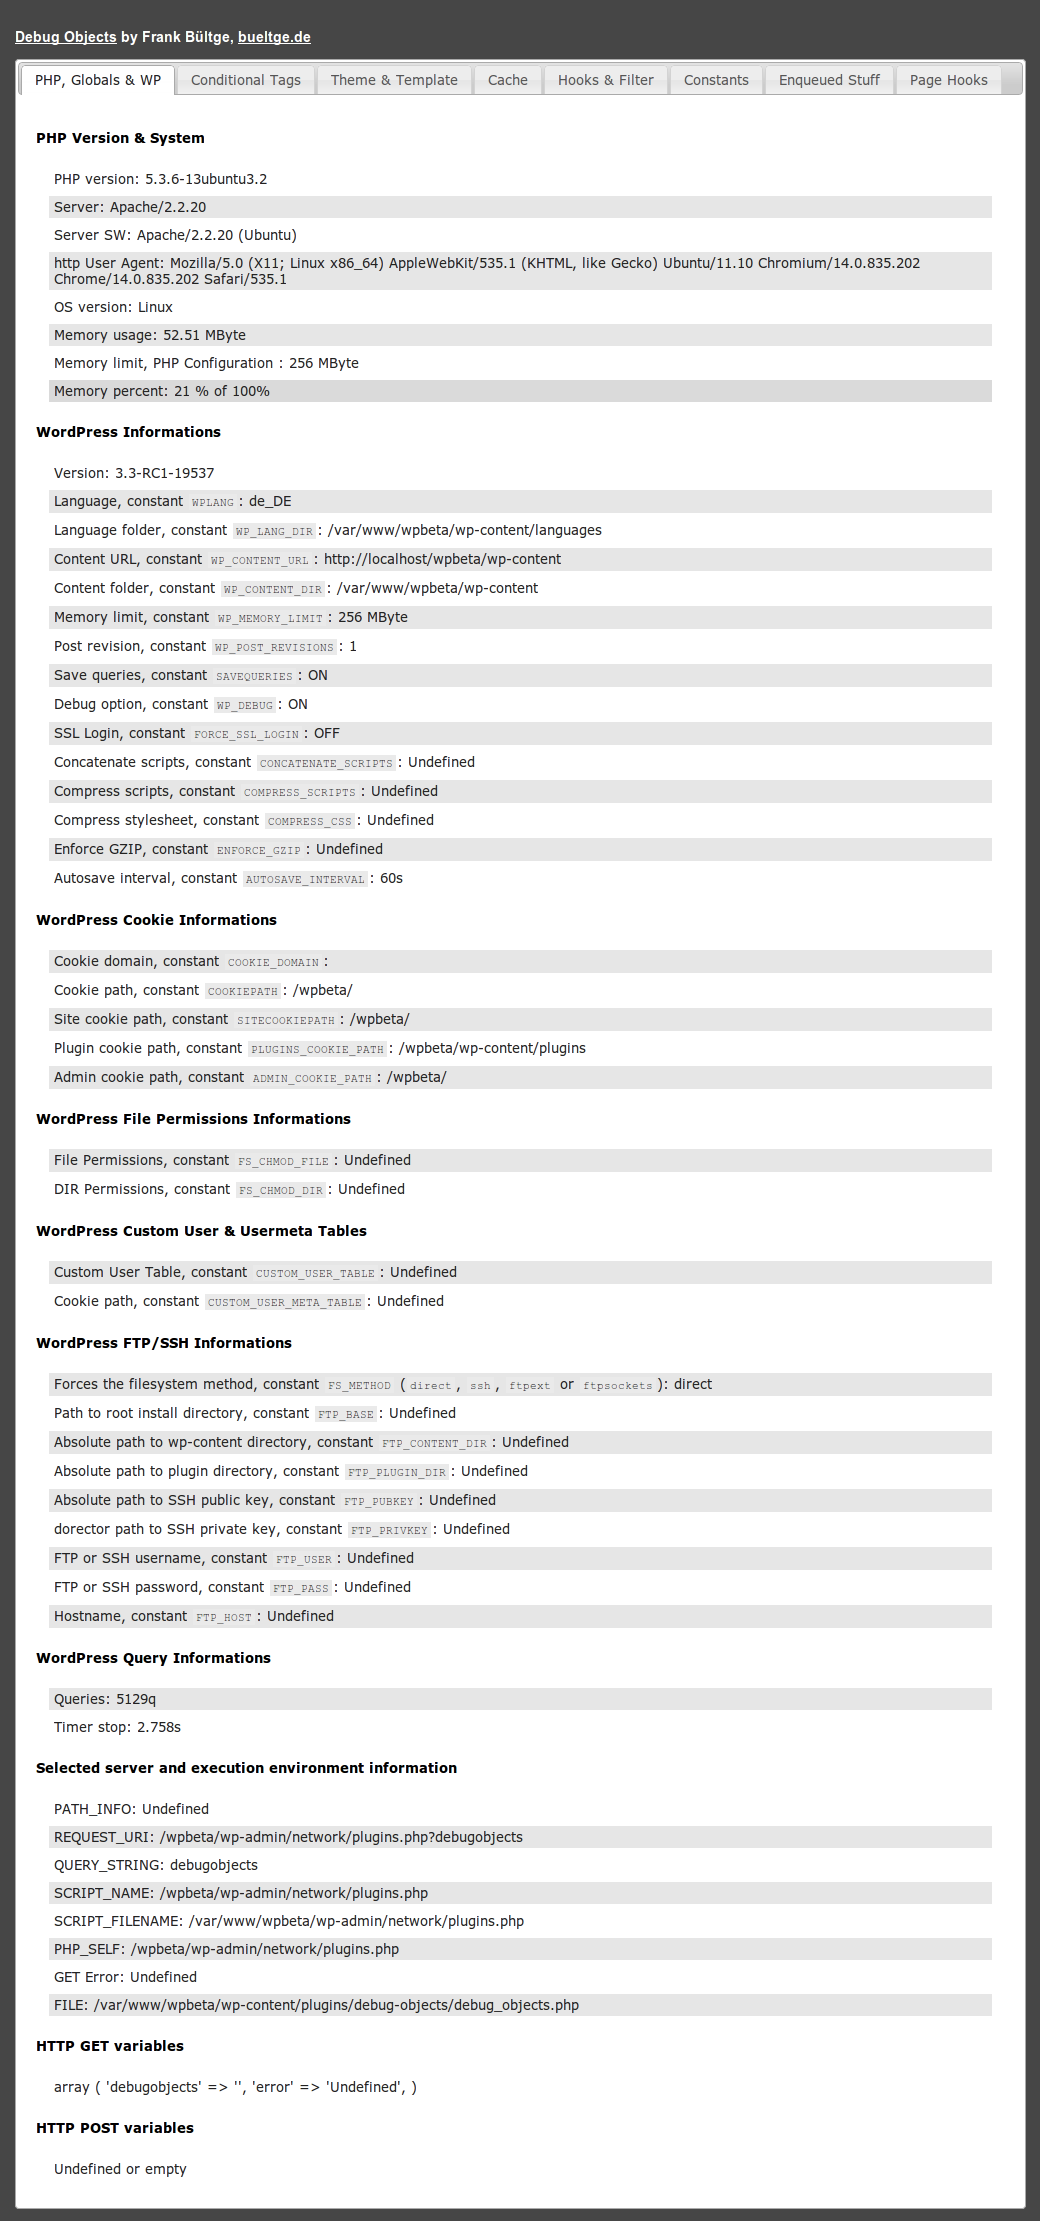 Debug Objects by Frank Bültge, bueltge.de
PHP, Globals & WP Conditional Tags Theme & Template Cache Hooks & Filter Constants Enqueued Stuff Page Hooks
PHP Version & System
PHP version: 5.3.6-13ubuntu3.2
Server: Apache/2.2.20
Server SW: Apache/2.2.20 (Ubuntu)
http User Agent: Mozilla/5.0 (X11; Linux x86_64) AppleWebKit/535.1 (KHTML, like Gecko) Ubuntu/11.10 Chromium/14.0.835.202
Chrome/14.0.835.202 Safari/535.1
OS version: Linux
Memory usage: 52.51 MByte
Memory limit, PHP Configuration : 256 MByte
Memory percent: 21 % of 100%
WordPress Informations
Version: 3.3-RC1-19537
Language, constant WPLANG : de_DE
Language folder, constant WP_LANG_DIR: /var/www/wpbeta/wp-content/languages
Content URL, constant WP_CONTENT_URL : http://localhost/wpbeta/wp-content
Content folder, constant WP_CONTENT_DIR: /var/www/wpbeta/wp-content
Memory limit, constant WP_MEMORY_LIMIT : 256 MByte
Post revision, constant WP_POST_REVISIONS: 1
Save queries, constant SAVEQUERIES : ON
Debug option, constant WP_DEBUG: ON
SSL Login, constant FORCE_SSL_LOGIN : OFF
Concatenate scripts, constant CONCATENATE_SCRIPTS: Undefined
Compress scripts, constant COMPRESS_SCRIPTS : Undefined
Compress stylesheet, constant COMPRESS_CSS: Undefined
Enforce GZIP, constant ENFORCE_GZIP : Undefined
Autosave interval, constant AUTOSAVE_INTERVAL: 60s
WordPress Cookie Informations
Cookie domain, constant COOKIE_DOMAIN :
Cookie path, constant COOKIEPATH: /wpbeta/
Site cookie path, constant SITECOOKIEPATH : /wpbeta/
Plugin cookie path, constant PLUGINS_COOKIE_PATH: /wpbeta/wp-content/plugins
Admin cookie path, constant ADMIN_COOKIE_PATH : /wpbeta/
WordPress File Permissions Informations
File Permissions, constant FS_CHMOD_FILE : Undefined
DIR Permissions, constant FS_CHMOD_DIR: Undefined
WordPress Custom User & Usermeta Tables
Custom User Table, constant CUSTOM_USER_TABLE : Undefined
Cookie path, constant CUSTOM_USER_META_TABLE: Undefined
WordPress FTP/SSH Informations
Forces the filesystem method, constant FS_METHOD ( direct , ssh , ftpext or ftpsockets ): direct
Path to root install directory, constant FTP_BASE: Undefined
Absolute path to wp-content directory, constant FTP_CONTENT_DIR : Undefined
Absolute path to plugin directory, constant FTP_PLUGIN_DIR: Undefined
Absolute path to SSH public key, constant FTP_PUBKEY : Undefined
dorector path to SSH private key, constant FTP_PRIVKEY: Undefined
FTP or SSH username, constant FTP_USER : Undefined
FTP or SSH password, constant FTP_PASS: Undefined
Hostname, constant FTP_HOST : Undefined
WordPress Query Informations
Queries: 5129q
Timer stop: 2.758s
Selected server and execution environment information
PATH_INFO: Undefined
REQUEST_URI: /wpbeta/wp-admin/network/plugins.php?debugobjects
QUERY_STRING: debugobjects
SCRIPT_NAME: /wpbeta/wp-admin/network/plugins.php
SCRIPT_FILENAME: /var/www/wpbeta/wp-admin/network/plugins.php
PHP_SELF: /wpbeta/wp-admin/network/plugins.php
GET Error: Undefined
FILE: /var/www/wpbeta/wp-content/plugins/debug-objects/debug_objects.php
HTTP GET variables
array ( 'debugobjects' => '', 'error' => 'Undefined', )
HTTP POST variables
Undefined or empty